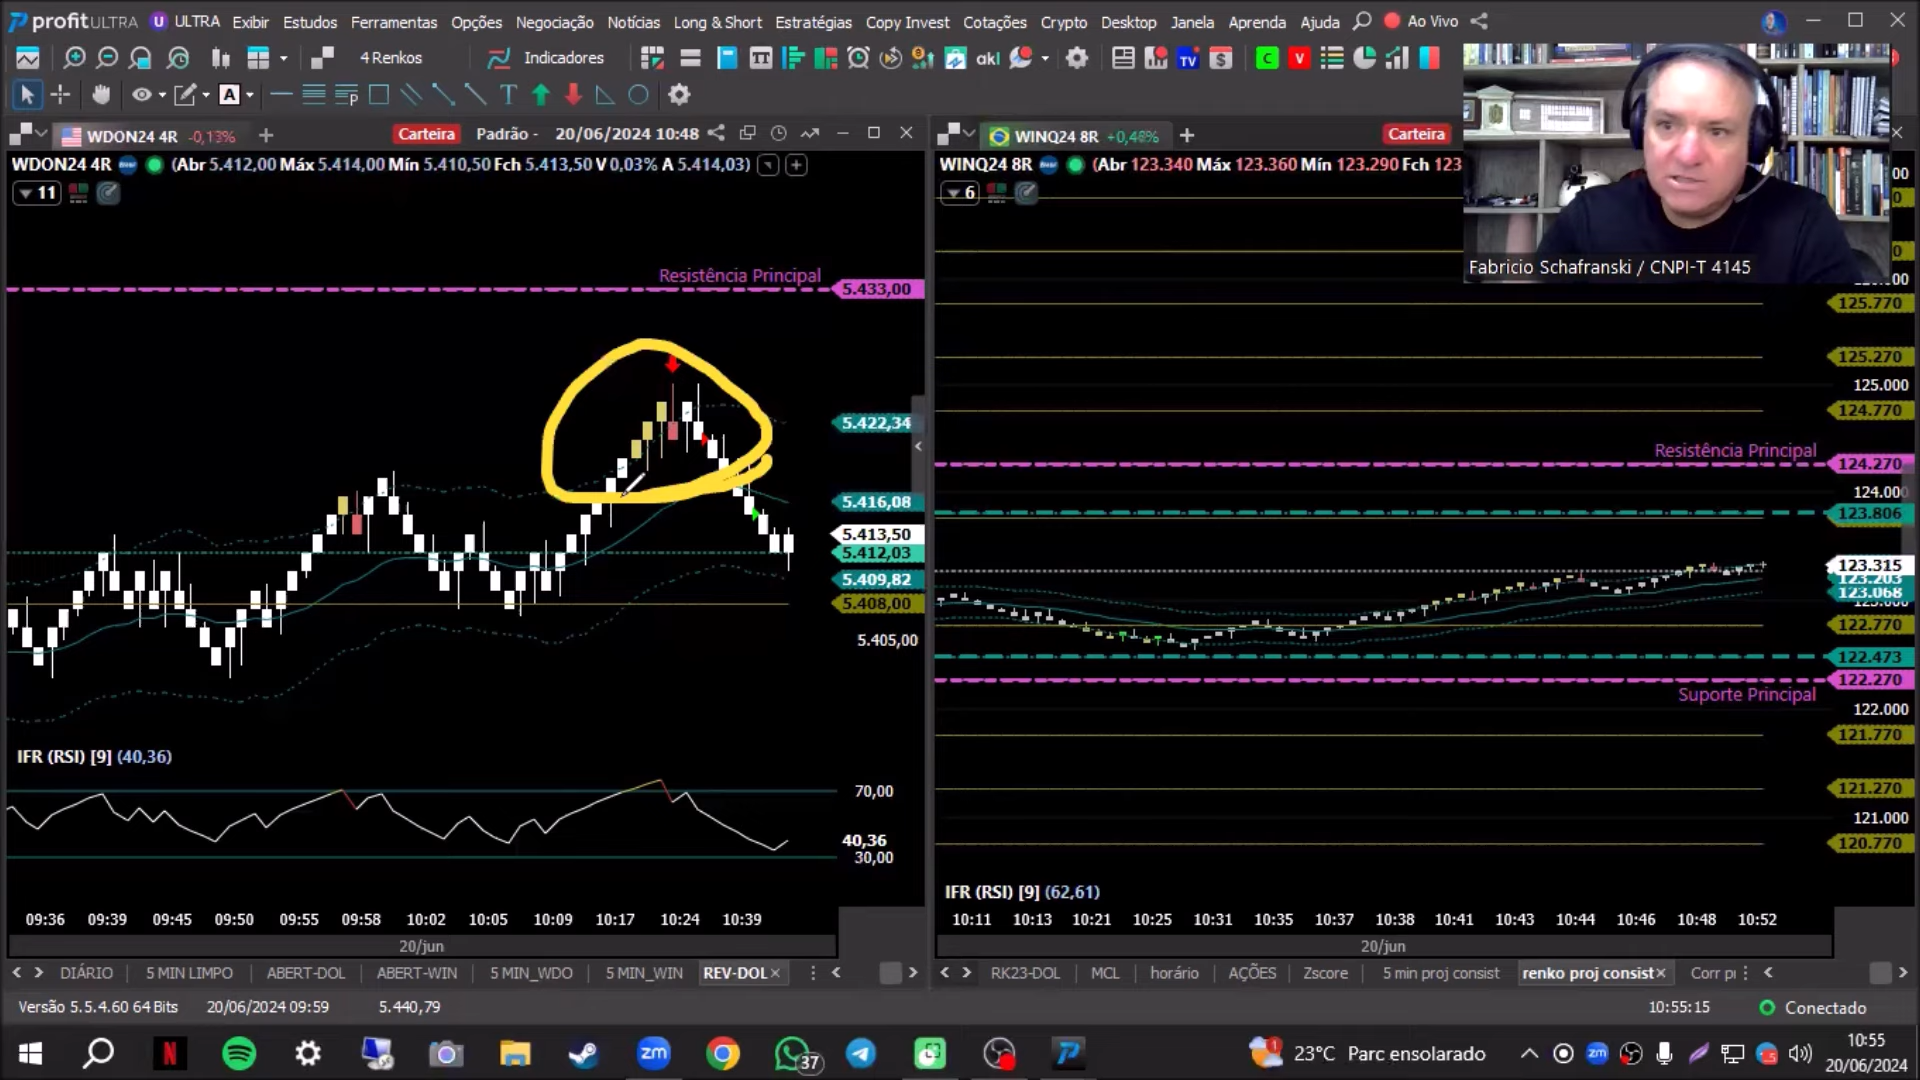 profit ULTRA U ULTRA Exibir Estudos Ferramentas Opções Negociação Notícias Long & Short Estratégias Copy Invest Cotações Crypto Desktop Janela Aprenda Ajuda Ao Vivo
4 Renkos Indicadores TT akl TV $ C V
A P T
WDON24 4R -0,13% Carteira Padrão - 20/06/2024 10:48
WDON24 4R (Abr 5.412,00 Máx 5.414,00 Mín 5.410,50 Fch 5.413,50 V 0,03% A 5.414,03)
11
Resistência Principal
5.433,00
5.422,34
5.416,08
5.413,50
5.412,03
5.409,82
5.408,00
5.405,00
IFR (RSI) [9] (40,36)
70,00
40,36
30,00
09:36 09:39 09:45 09:50 09:55 09:58 10:02 10:05 10:09 10:17 10:24 10:39
20/jun
DIÁRIO 5 MIN LIMPO ABERT-DOL ABERT-WIN 5 MIN_WDO 5 MIN_WIN REV-DOL
WINQ24 8R +0,48% Carteira
WINQ24 8R (Abr 123.340 Máx 123.360 Mín 123.290 Fch 123
6
Fabricio Schafranski / CNPI-T 4145
125.770
125.270
125.000
124.770
Resistência Principal
124.270
124.000
123.806
123.315
123.203
123.068
122.770
122.473
122.270
Suporte Principal
122.000
121.770
121.270
121.000
120.770
IFR (RSI) [9] (62,61)
10:11 10:13 10:21 10:25 10:31 10:35 10:37 10:38 10:41 10:43 10:44 10:46 10:48 10:52
20/jun
RK23-DOL MCL horário AÇÕES Zscore 5 min proj consist renko proj consist Corr pr
Versão 5.5.4.60 64 Bits 20/06/2024 09:59 5.440,79 10:55:15 Conectado
N zm 37 23°C Parc ensolarado zm 10:55
20/06/2024